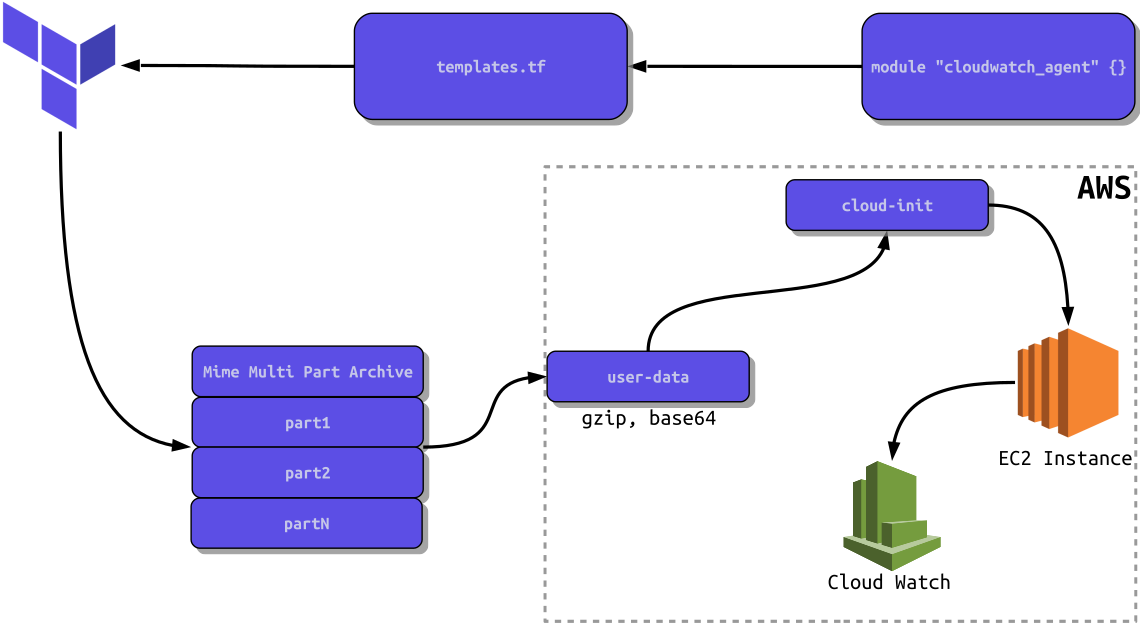 templates.tf
module "cloudwatch_agent" {}
AWS
cloud-init
Mime Multi Part Archive
part1
part2
partN
user-data
gzip, base64
EC2 Instance
Cloud Watch